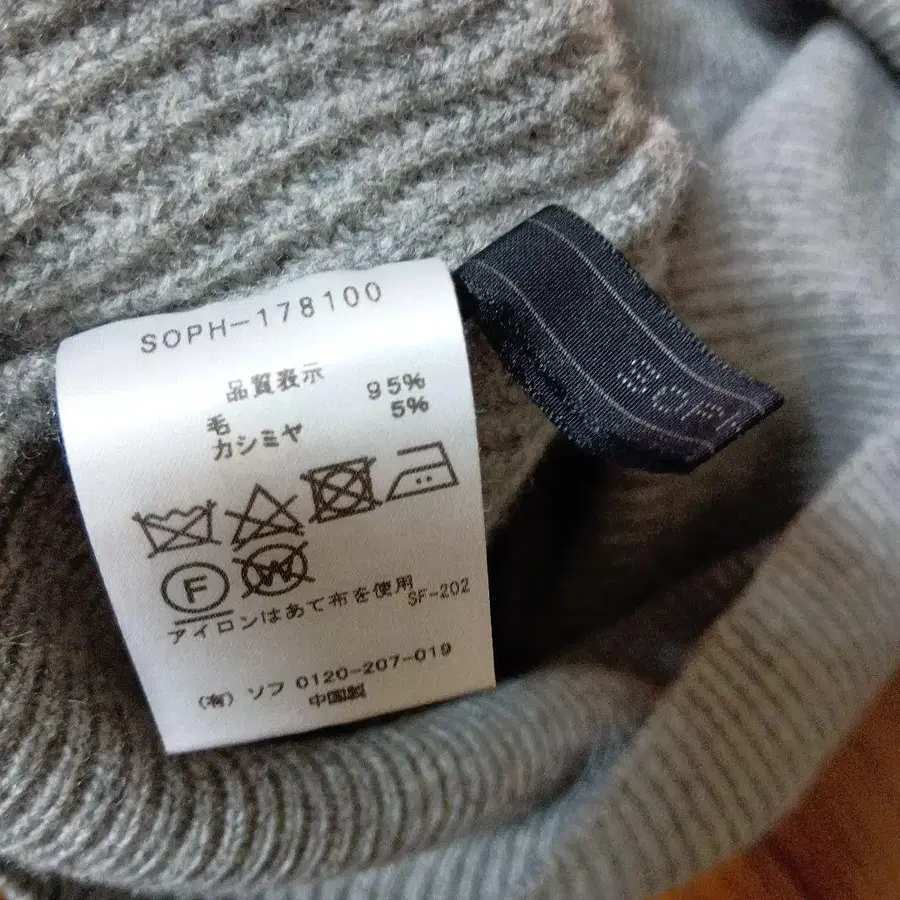 SOPH-178100
品質表示
毛 95%
カシミヤ 5%
F W
アイロンはあて布を使用
SF-202
(有) ソフ 0120-207-019
中国製
SOPH